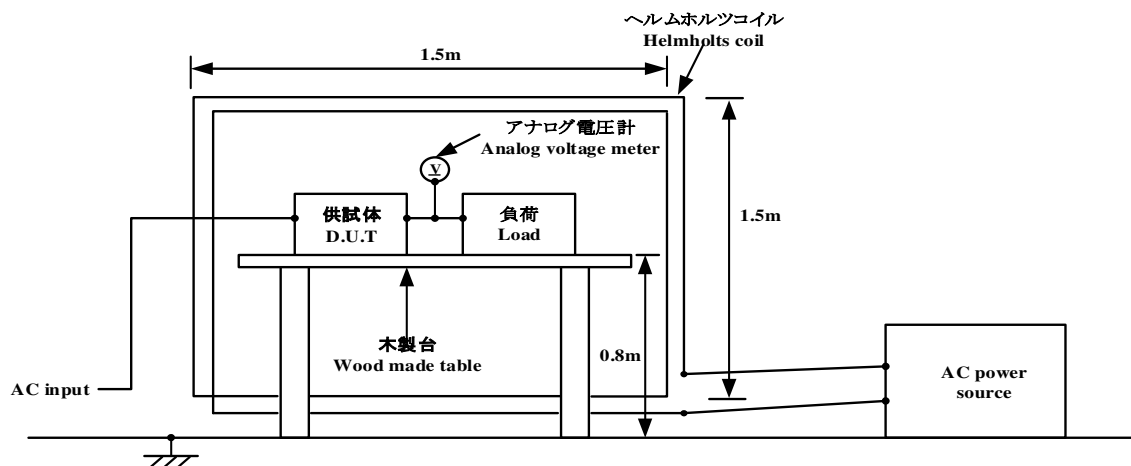 ヘルムホルツコイル
Helmholts coil
1.5m
アナログ電圧計
Analog voltage meter
V
1.5m
供試体
D.U.T
負荷
Load
木製台
Wood made table
0.8m
AC input
AC power
source